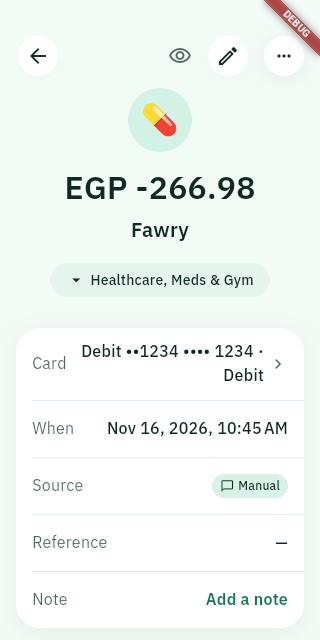 DEBUG
EGP -266.98
Fawry
Healthcare, Meds & Gym
Card
Debit ••1234 •••• 1234 ·
Debit
When
Nov 16, 2026, 10:45 AM
Source
Manual
Reference
—
Note
Add a note